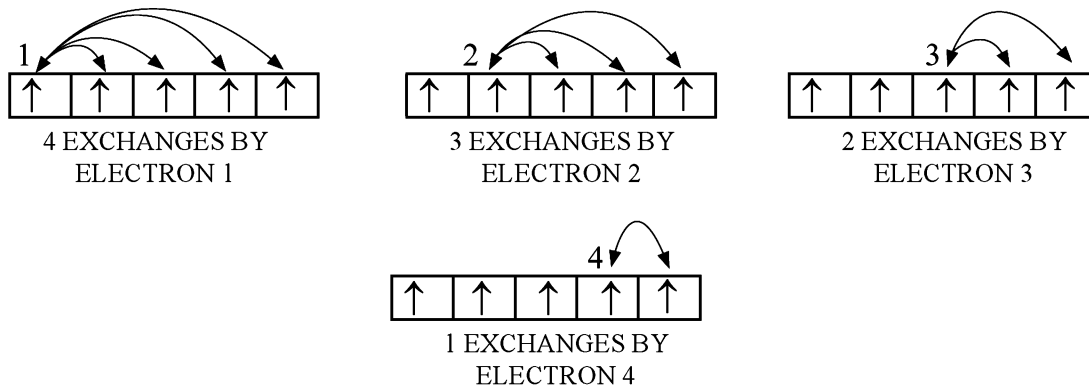 1
4 EXCHANGES BY
ELECTRON 1
2
3 EXCHANGES BY
ELECTRON 2
3
2 EXCHANGES BY
ELECTRON 3
4
1 EXCHANGES BY
ELECTRON 4